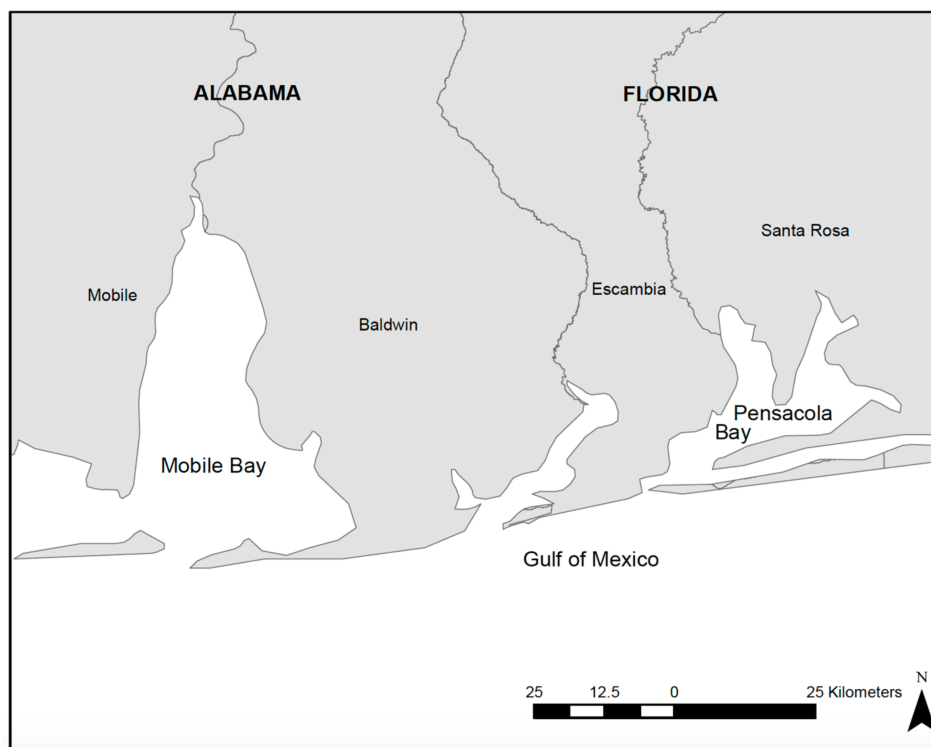 ALABAMA
FLORIDA
Santa Rosa
Mobile
Escambia
Baldwin
Pensacola
Bay
Mobile Bay
Gulf of Mexico
N
25 12.5 0 25 Kilometers